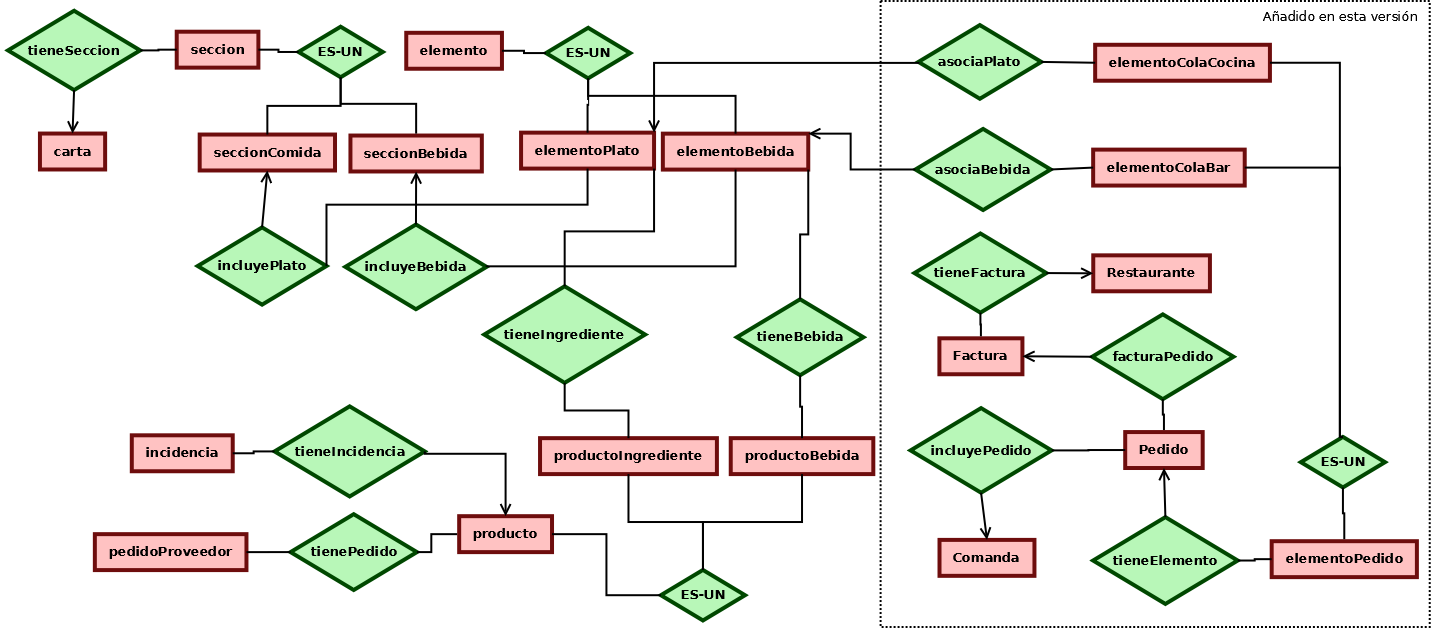 Añadido en esta versión
tieneSeccion
seccion
ES-UN
elemento
ES-UN
asociaPlato
elementoColaCocina
carta
seccionComida
seccionBebida
elementoPlato
elementoBebida
asociaBebida
elementoColaBar
incluyePlato
incluyeBebida
tieneFactura
Restaurante
tieneIngrediente
tieneBebida
Factura
facturaPedido
incidencia
tieneIncidencia
productoIngrediente
productoBebida
incluyePedido
Pedido
ES-UN
pedidoProveedor
tienePedido
producto
ES-UN
Comanda
tieneElemento
elementoPedido